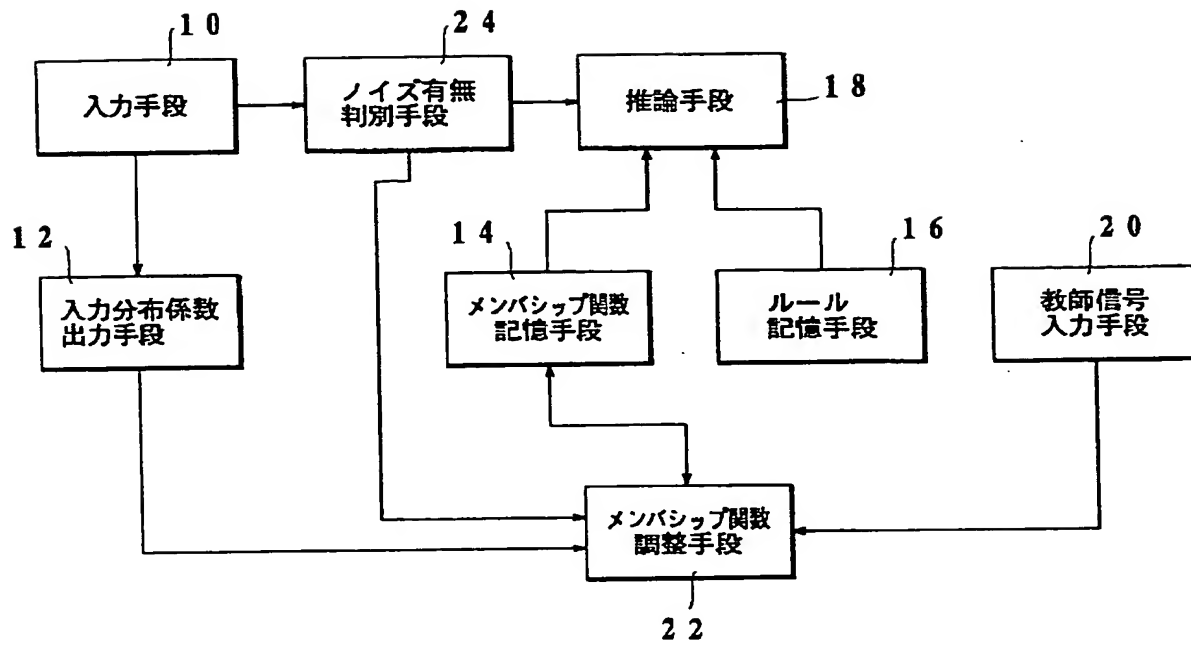 10
24
入力手段
ノイズ有無
判別手段
推論手段
18
12
14
16
20
入力分布係数
出力手段
メンバシップ関数
記憶手段
ルール
記憶手段
教師信号
入力手段
メンバシップ関数
調整手段
22